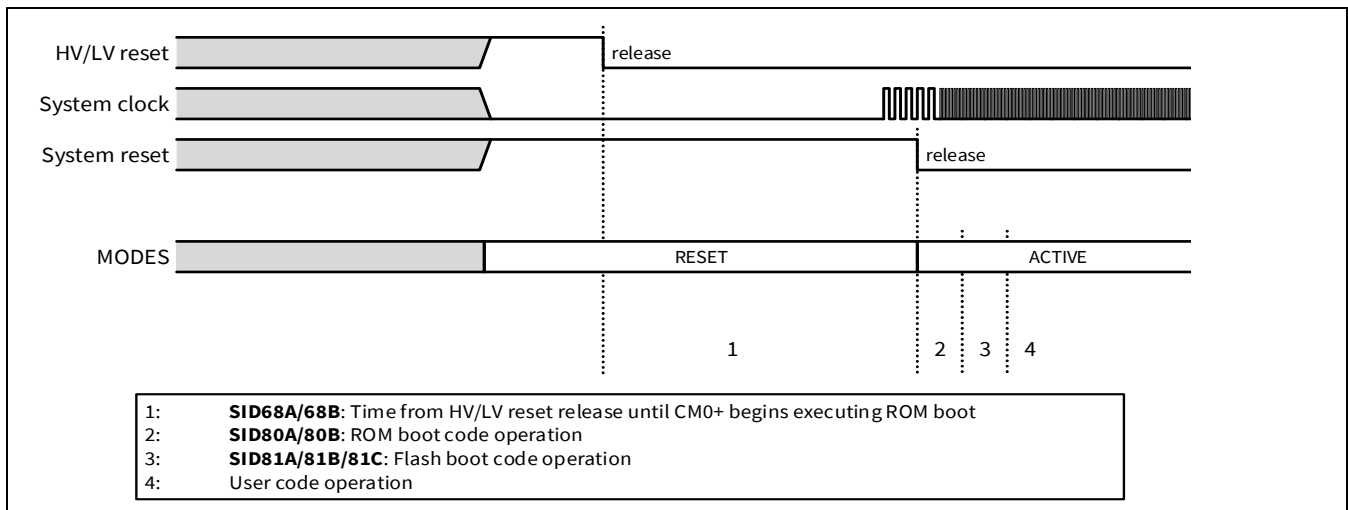 HV/LV reset
release
System clock
System reset
release
MODES
RESET
ACTIVE
1
2
3
4
1: SID68A/68B: Time from HV/LV reset release until CM0+ begins executing ROM boot
2: SID80A/80B: ROM boot code operation
3: SID81A/81B/81C: Flash boot code operation
4: User code operation